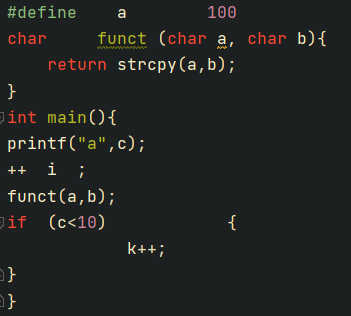 #define    a        100
char     funct (char a, char b){
    return strcpy(a,b);
}
int main(){
printf("a",c);
++  i  ;
funct(a,b);
if  (c<10)          {
            k++;
}
}